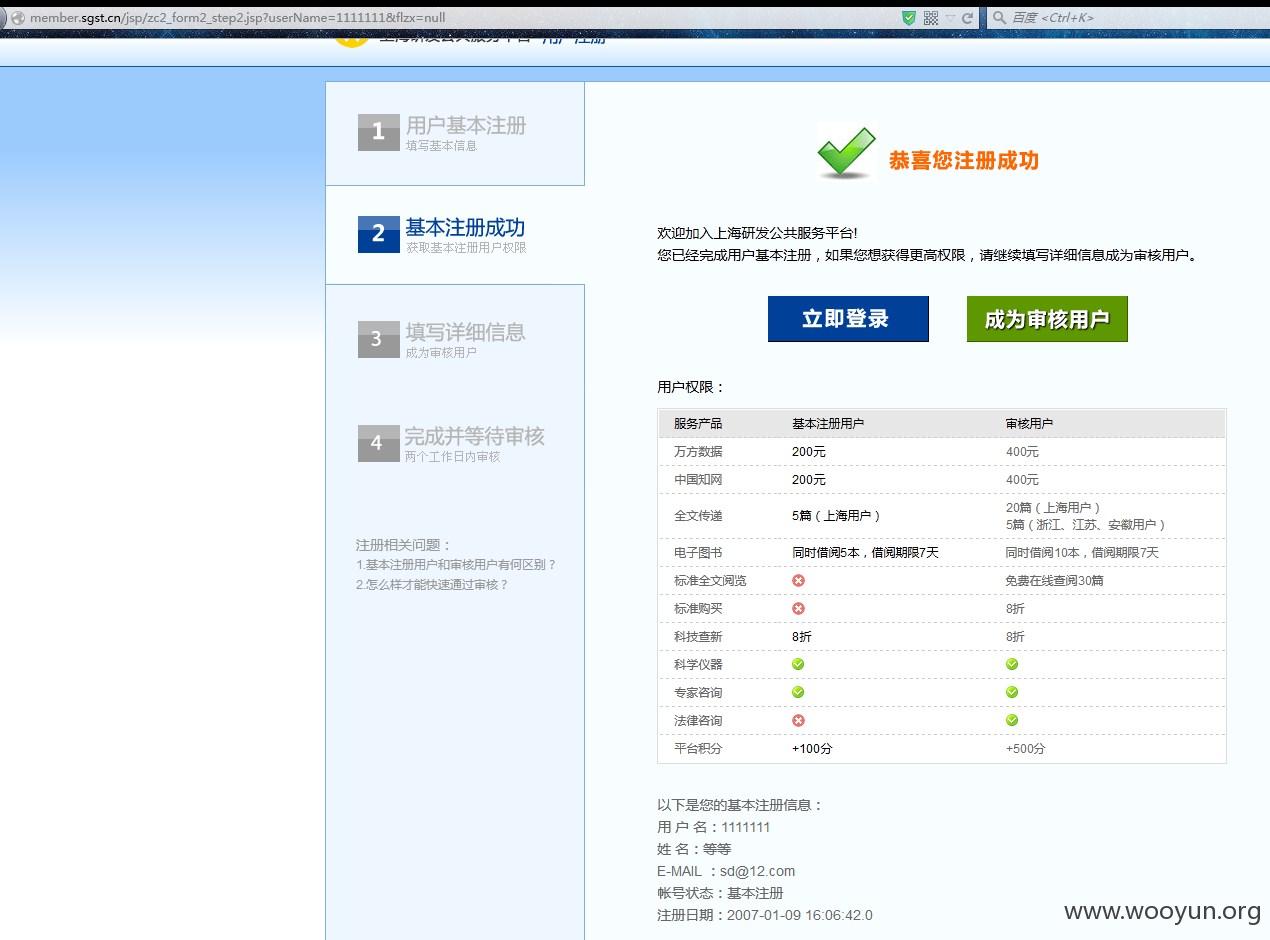 member.sgst.cn/jsp/zc2_form2_step2.jsp?userName=1111111&flzx=null
百度 <Ctrl+K>
上海研发公共服务平台 用户注册
1 用户基本注册
填写基本信息
2 基本注册成功
获取基本注册用户权限
3 填写详细信息
成为审核用户
4 完成并等待审核
两个工作日内审核
注册相关问题：
1.基本注册用户和审核用户有何区别？
2.怎么样才能快速通过审核？
恭喜您注册成功
欢迎加入上海研发公共服务平台!
您已经完成用户基本注册，如果您想获得更高权限，请继续填写详细信息成为审核用户。
立即登录 成为审核用户
用户权限：
服务产品 基本注册用户 审核用户
万方数据 200元 400元
中国知网 200元 400元
全文传递 5篇（上海用户） 20篇（上海用户）
5篇（浙江、江苏、安徽用户）
电子图书 同时借阅5本，借阅期限7天 同时借阅10本，借阅期限7天
标准全文阅览 免费在线查阅30篇
标准购买 8折
科技查新 8折 8折
科学仪器
专家咨询
法律咨询
平台积分 +100分 +500分
以下是您的基本注册信息：
用 户 名：1111111
姓 名：等等
E-MAIL ：sd@12.com
帐号状态：基本注册
注册日期：2007-01-09 16:06:42.0
www.wooyun.org